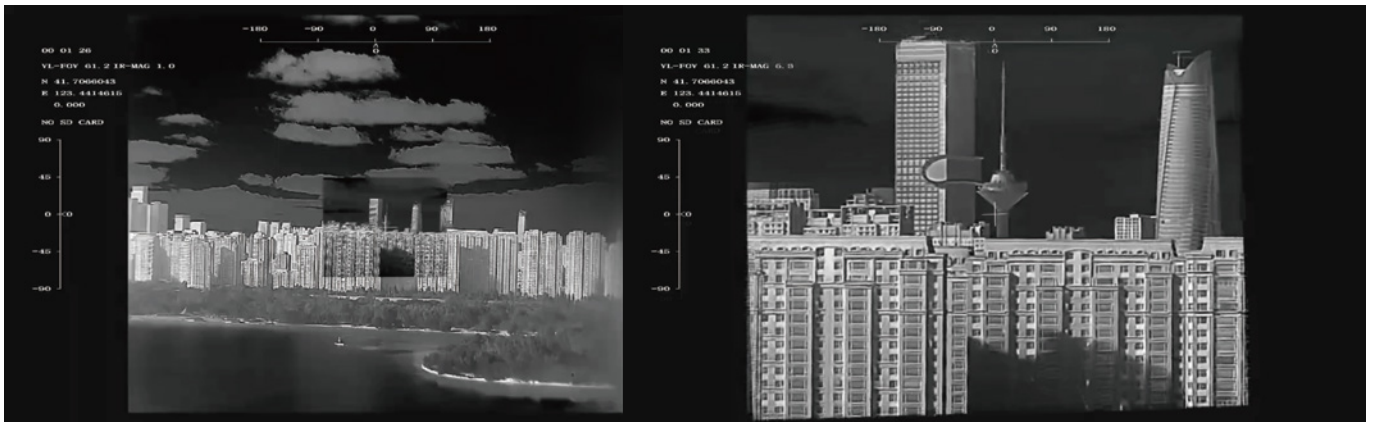 -180 -90 0 90 180
0
00 01 26
YL-FOV 61.2 IR-MAG 1.0
N 41.7066043
E 123.4414615
0.000
NO SD CARD
90
45
0 0
-45
-90
-180 -90 0 90 180
0
00 01 33
YL-FOV 61.2 IR-MAG
N 41.7066043
E 123.4414615
0.000
NO SD CARD
90
45
0 0
-45
-90